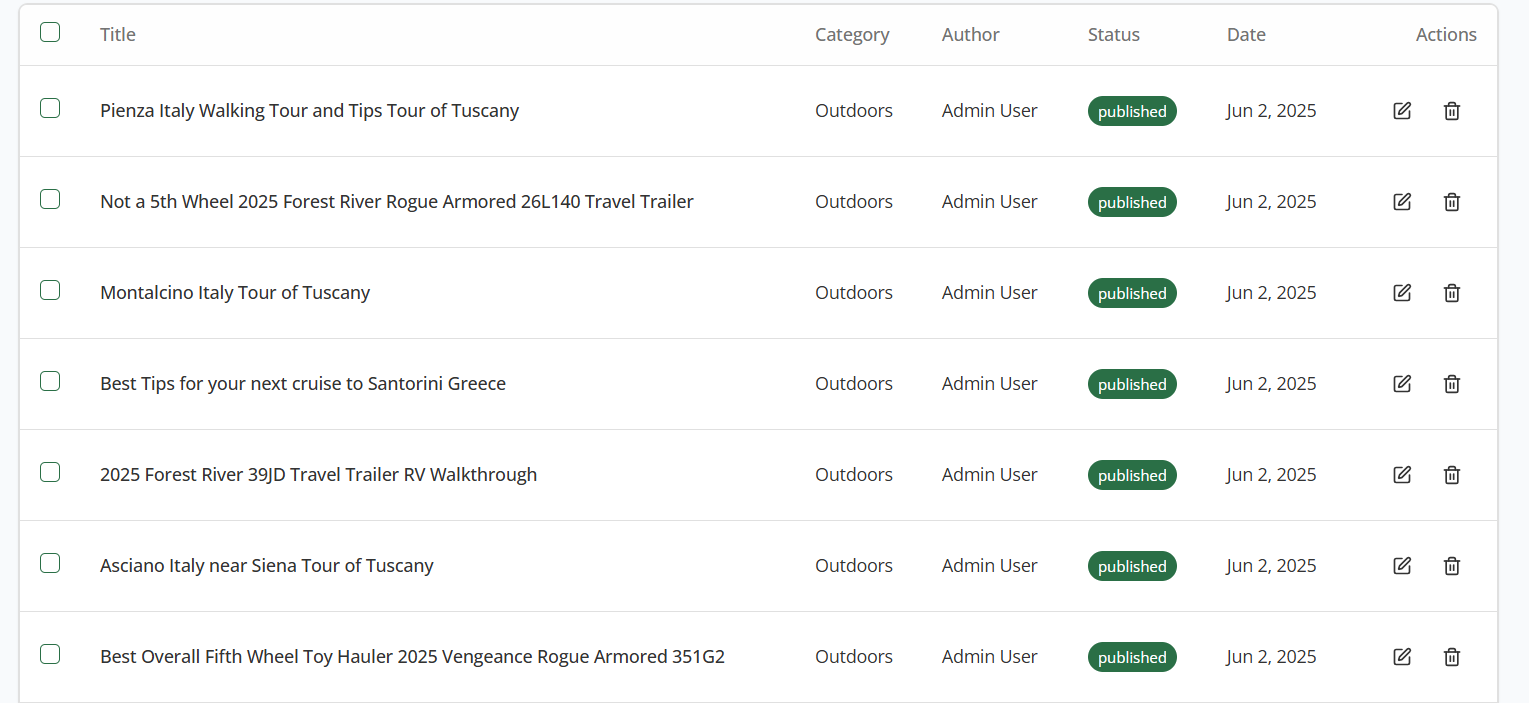 Title Category Author Status Date Actions
Pienza Italy Walking Tour and Tips Tour of Tuscany Outdoors Admin User published Jun 2, 2025
Not a 5th Wheel 2025 Forest River Rogue Armored 26L140 Travel Trailer Outdoors Admin User published Jun 2, 2025
Montalcino Italy Tour of Tuscany Outdoors Admin User published Jun 2, 2025
Best Tips for your next cruise to Santorini Greece Outdoors Admin User published Jun 2, 2025
2025 Forest River 39JD Travel Trailer RV Walkthrough Outdoors Admin User published Jun 2, 2025
Asciano Italy near Siena Tour of Tuscany Outdoors Admin User published Jun 2, 2025
Best Overall Fifth Wheel Toy Hauler 2025 Vengeance Rogue Armored 351G2 Outdoors Admin User published Jun 2, 2025